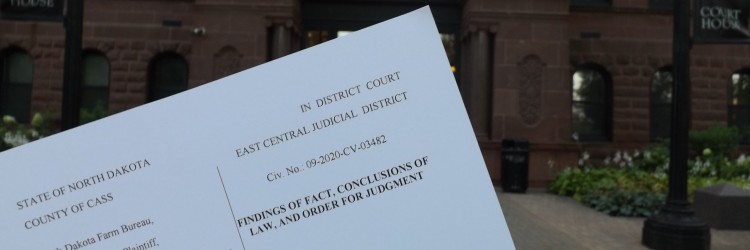 HOUSE
COURT
HOUSE
IN DISTRICT COURT
EAST CENTRAL JUDICIAL DISTRICT
STATE OF NORTH DAKOTA
COUNTY OF CASS
Civ. No.. 09-2020-CV-03482
FINDINGS OF FACT, CONCLUSIONS OF
LAW, AND ORDER FOR JUDGMENT
Dakota Farm Bureau,
Plaintiff,